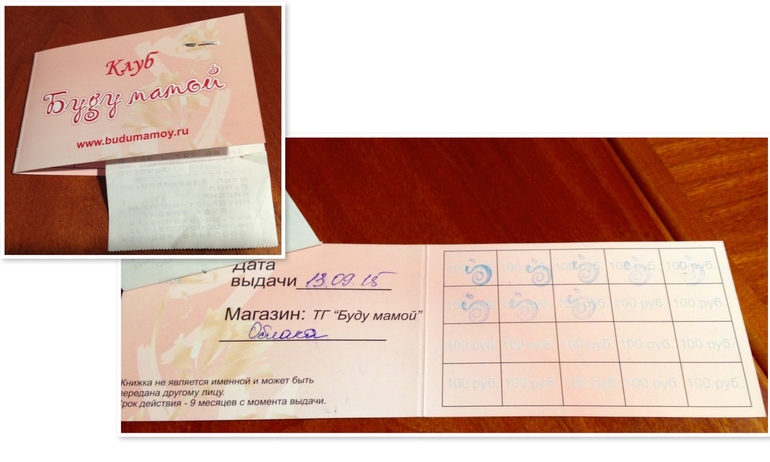 Клуб
Буду мамой
www.budumamoy.ru
Дата
выдачи 13.09.15
Магазин: ТГ "Буду мамой"
Облака
Книжка не является именной и может быть
передана другому лицу.
Срок действия - 9 месяцев с момента выдачи.
100 руб.
100 руб. 100 руб.
100 руб. 100 руб. 100 руб. 100 руб. 100 руб.
100 руб. 100 руб. 100 руб. 100 руб. 100 руб.